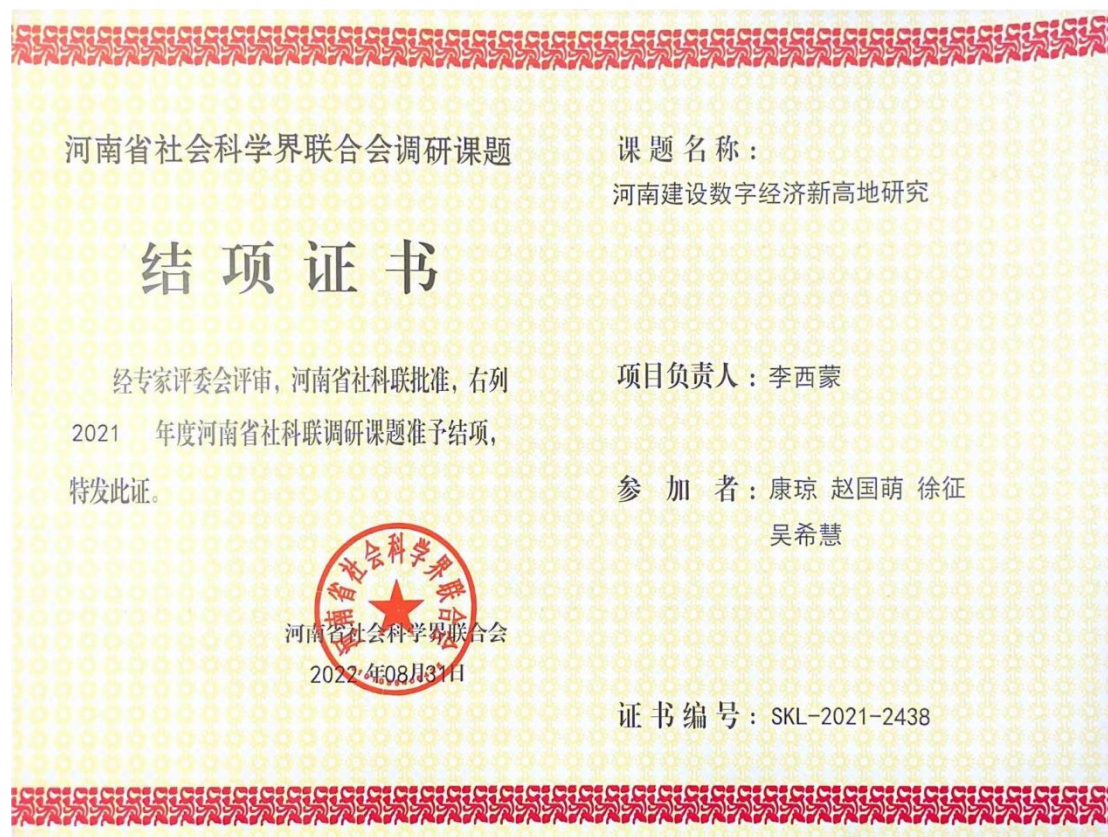 河南省社会科学界联合会调研课题
结项证书
经专家评委会评审，河南省社科联批准，右列
2021 年度河南省社科联调研课题准予结项，
特发此证。
河南省社会科学界联合会
河南省社会科学界联合会
2022 年08月31日
课题名称：
河南建设数字经济新高地研究
项目负责人：李西蒙
参 加 者：康琼 赵国萌 徐征
吴希慧
证书编号：SKL-2021-2438